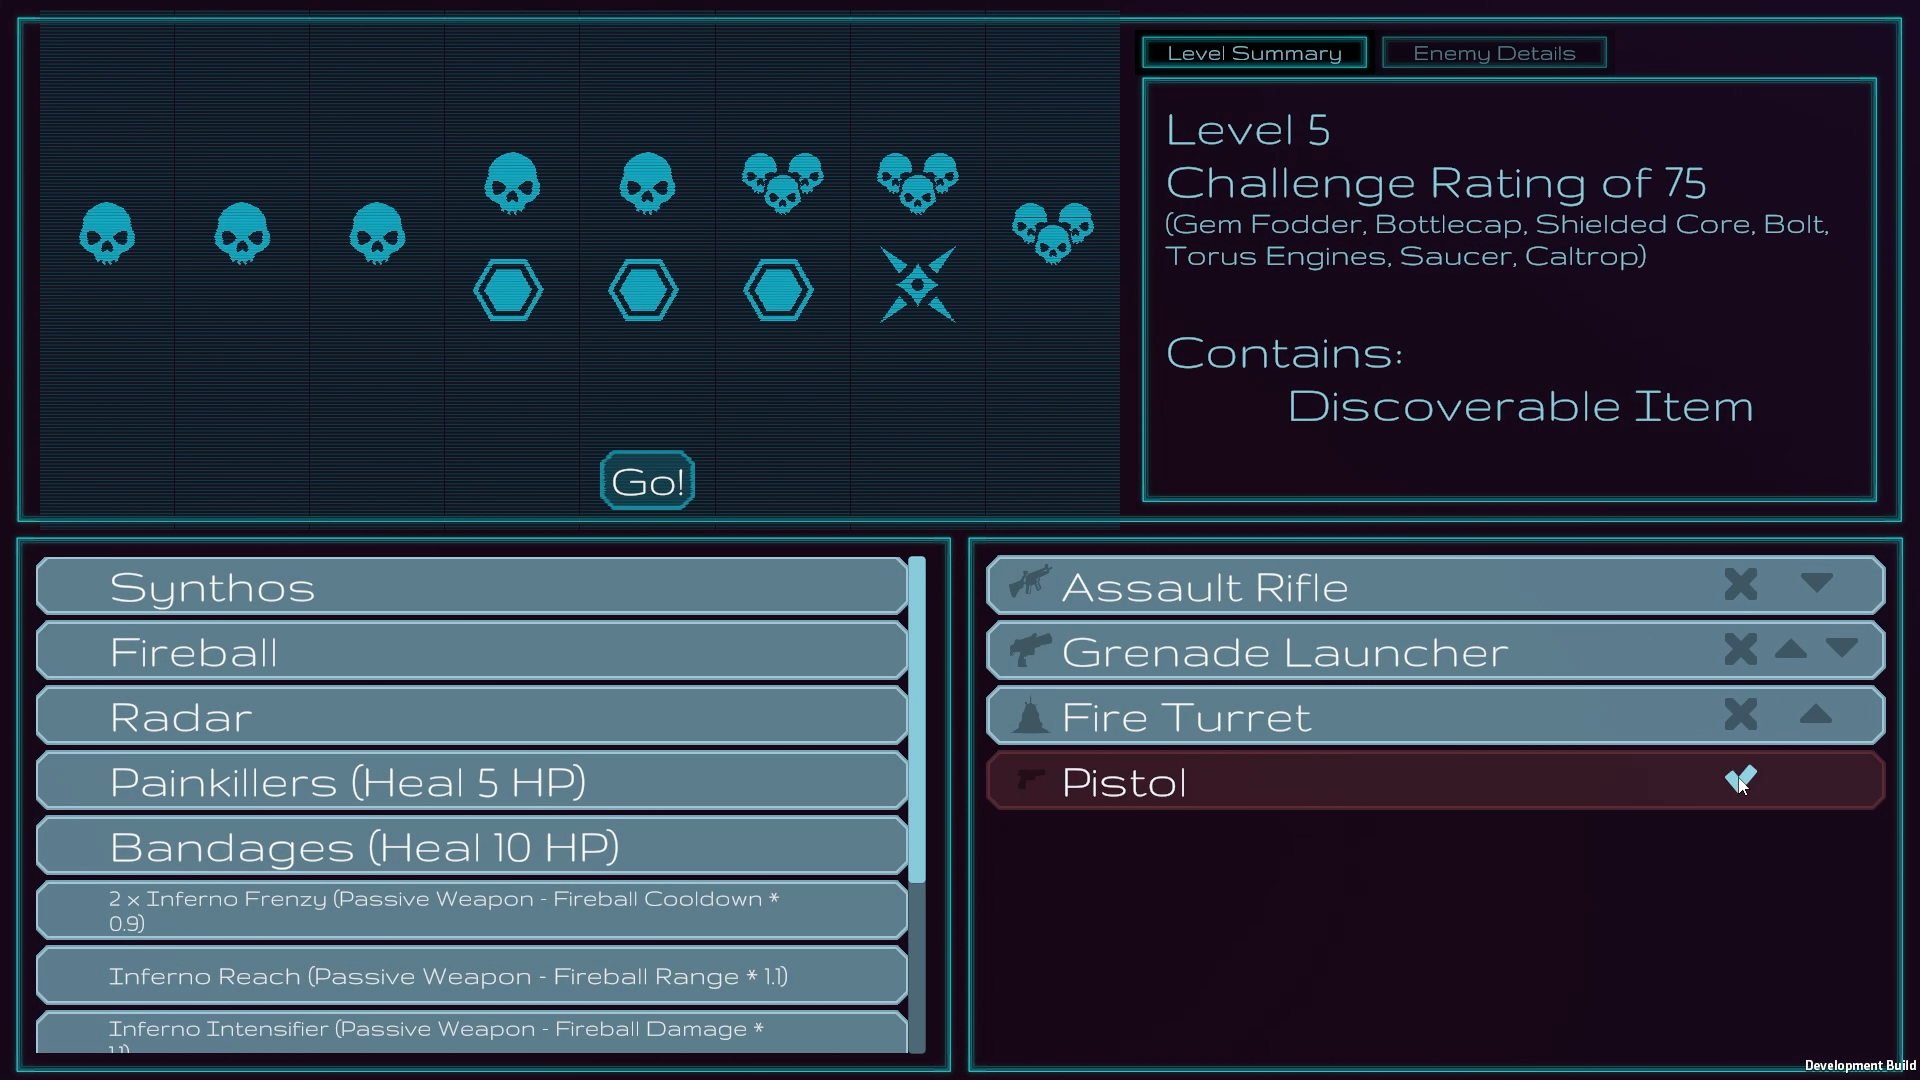 Level Summary
Enemy Details
Level 5
Challenge Rating of 75
(Gem Fodder, Bottlecap, Shielded Core, Bolt,
Torus Engines, Saucer, Caltrop)
Contains:
Discoverable Item
Go!
Synthos
Fireball
Radar
Painkillers (Heal 5 HP)
Bandages (Heal 10 HP)
2 x Inferno Frenzy (Passive Weapon - Fireball Cooldown *
0.9)
Inferno Reach (Passive Weapon - Fireball Range * 1.1)
Inferno Intensifier (Passive Weapon - Fireball Damage *
Assault Rifle
Grenade Launcher
Fire Turret
Pistol
Development Build